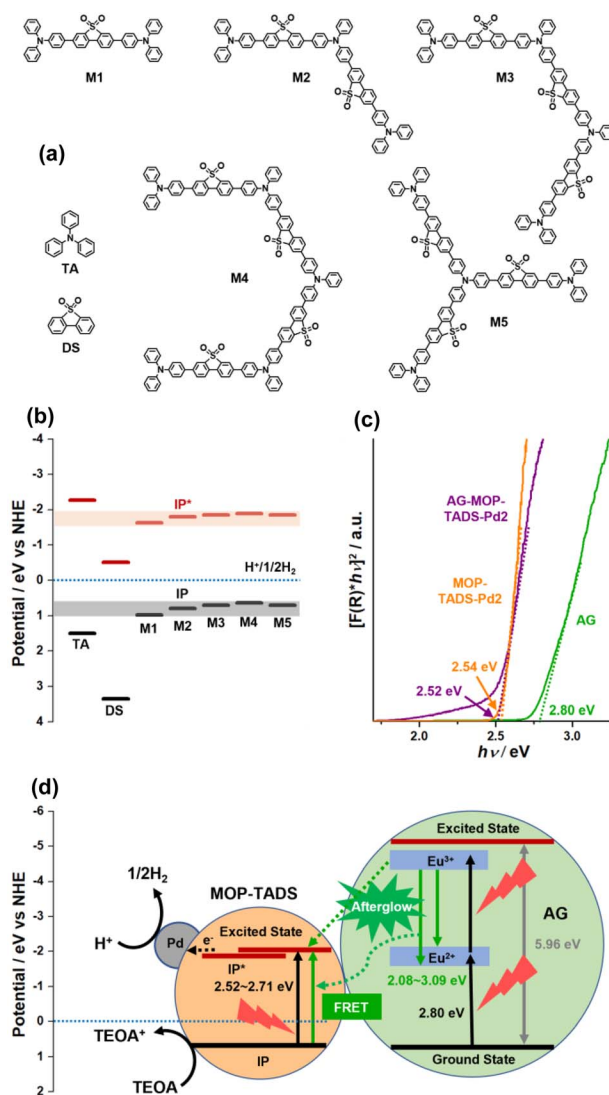 M1
M2
M3
(a)
TA
DS
M4
M5
(b)
Potential / eV vs NHE
-4
-3
-2
-1
0
1
2
3
4
IP*
H⁺/1/2H₂
IP
TA
DS
M1
M2
M3
M4
M5
(c)
[F(R)*hν]² / a.u.
AG-MOP-
TADS-Pd2
MOP-
TADS-Pd2
AG
2.54 eV
2.52 eV
2.80 eV
2.0
2.5
3.0
hν / eV
(d)
Potential / eV vs NHE
-6
-5
-4
-3
-2
-1
0
1
2
1/2H₂
H⁺
Pd
e⁻
MOP-TADS
Excited State
IP*
2.52~2.71 eV
IP
TEOA⁺
TEOA
FRET
Afterglow
Excited State
Eu³⁺
AG
5.96 eV
Eu²⁺
2.08~3.09 eV
2.80 eV
Ground State